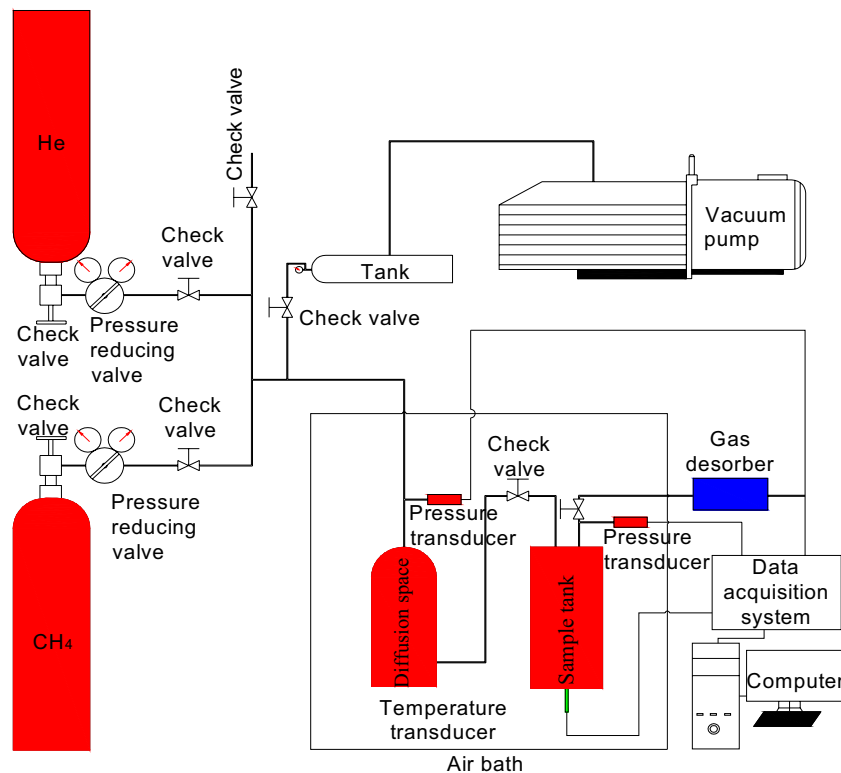 He
Check valve
Check
valve
Check
valve
Pressure
reducing
valve
Tank
Check valve
Vacuum
pump
Check
valve
Check
valve
Pressure
reducing
valve
CH₄
Check
valve
Gas
desorber
Pressure
transducer
Pressure
transducer
Diffusion space
Sample tank
Data
acquisition
system
Temperature
transducer
Computer
Air bath